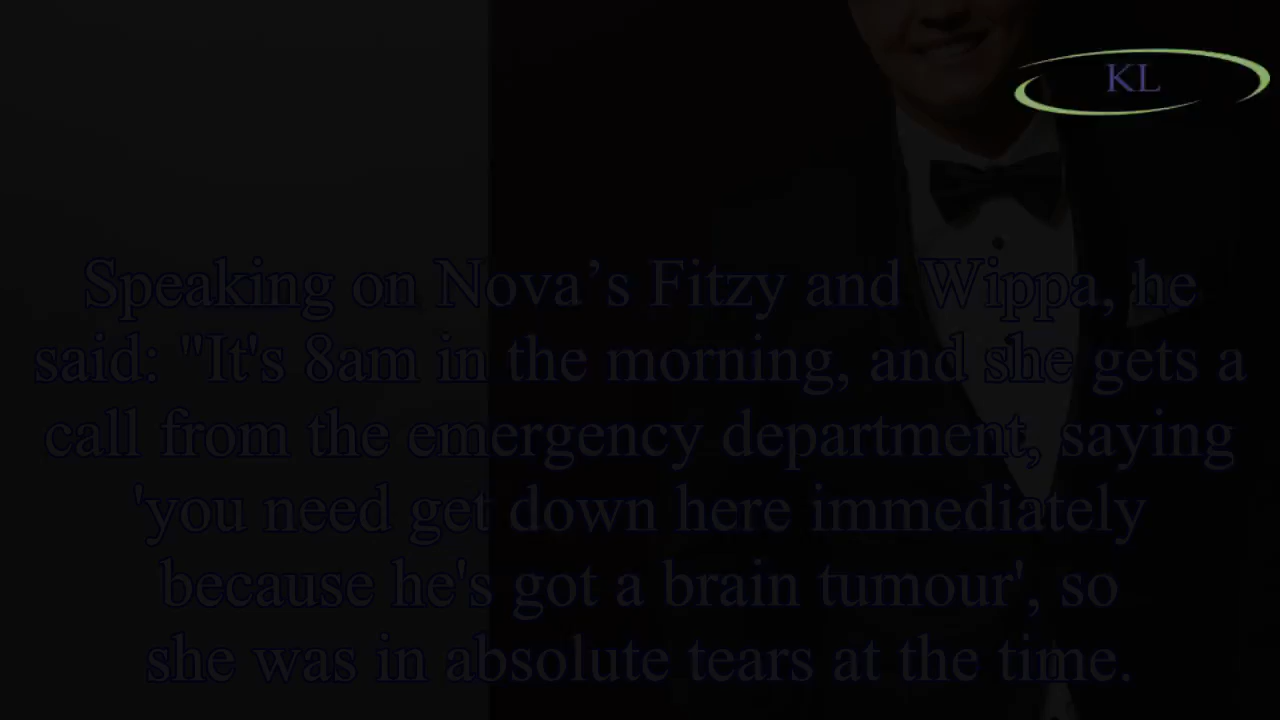 KL
Speaking on Nova’s Fitzy and Wippa, he
said: "It's 8am in the morning, and she gets a
call from the emergency department, saying
'you need get down here immediately
because he's got a brain tumour', so
she was in absolute tears at the time.